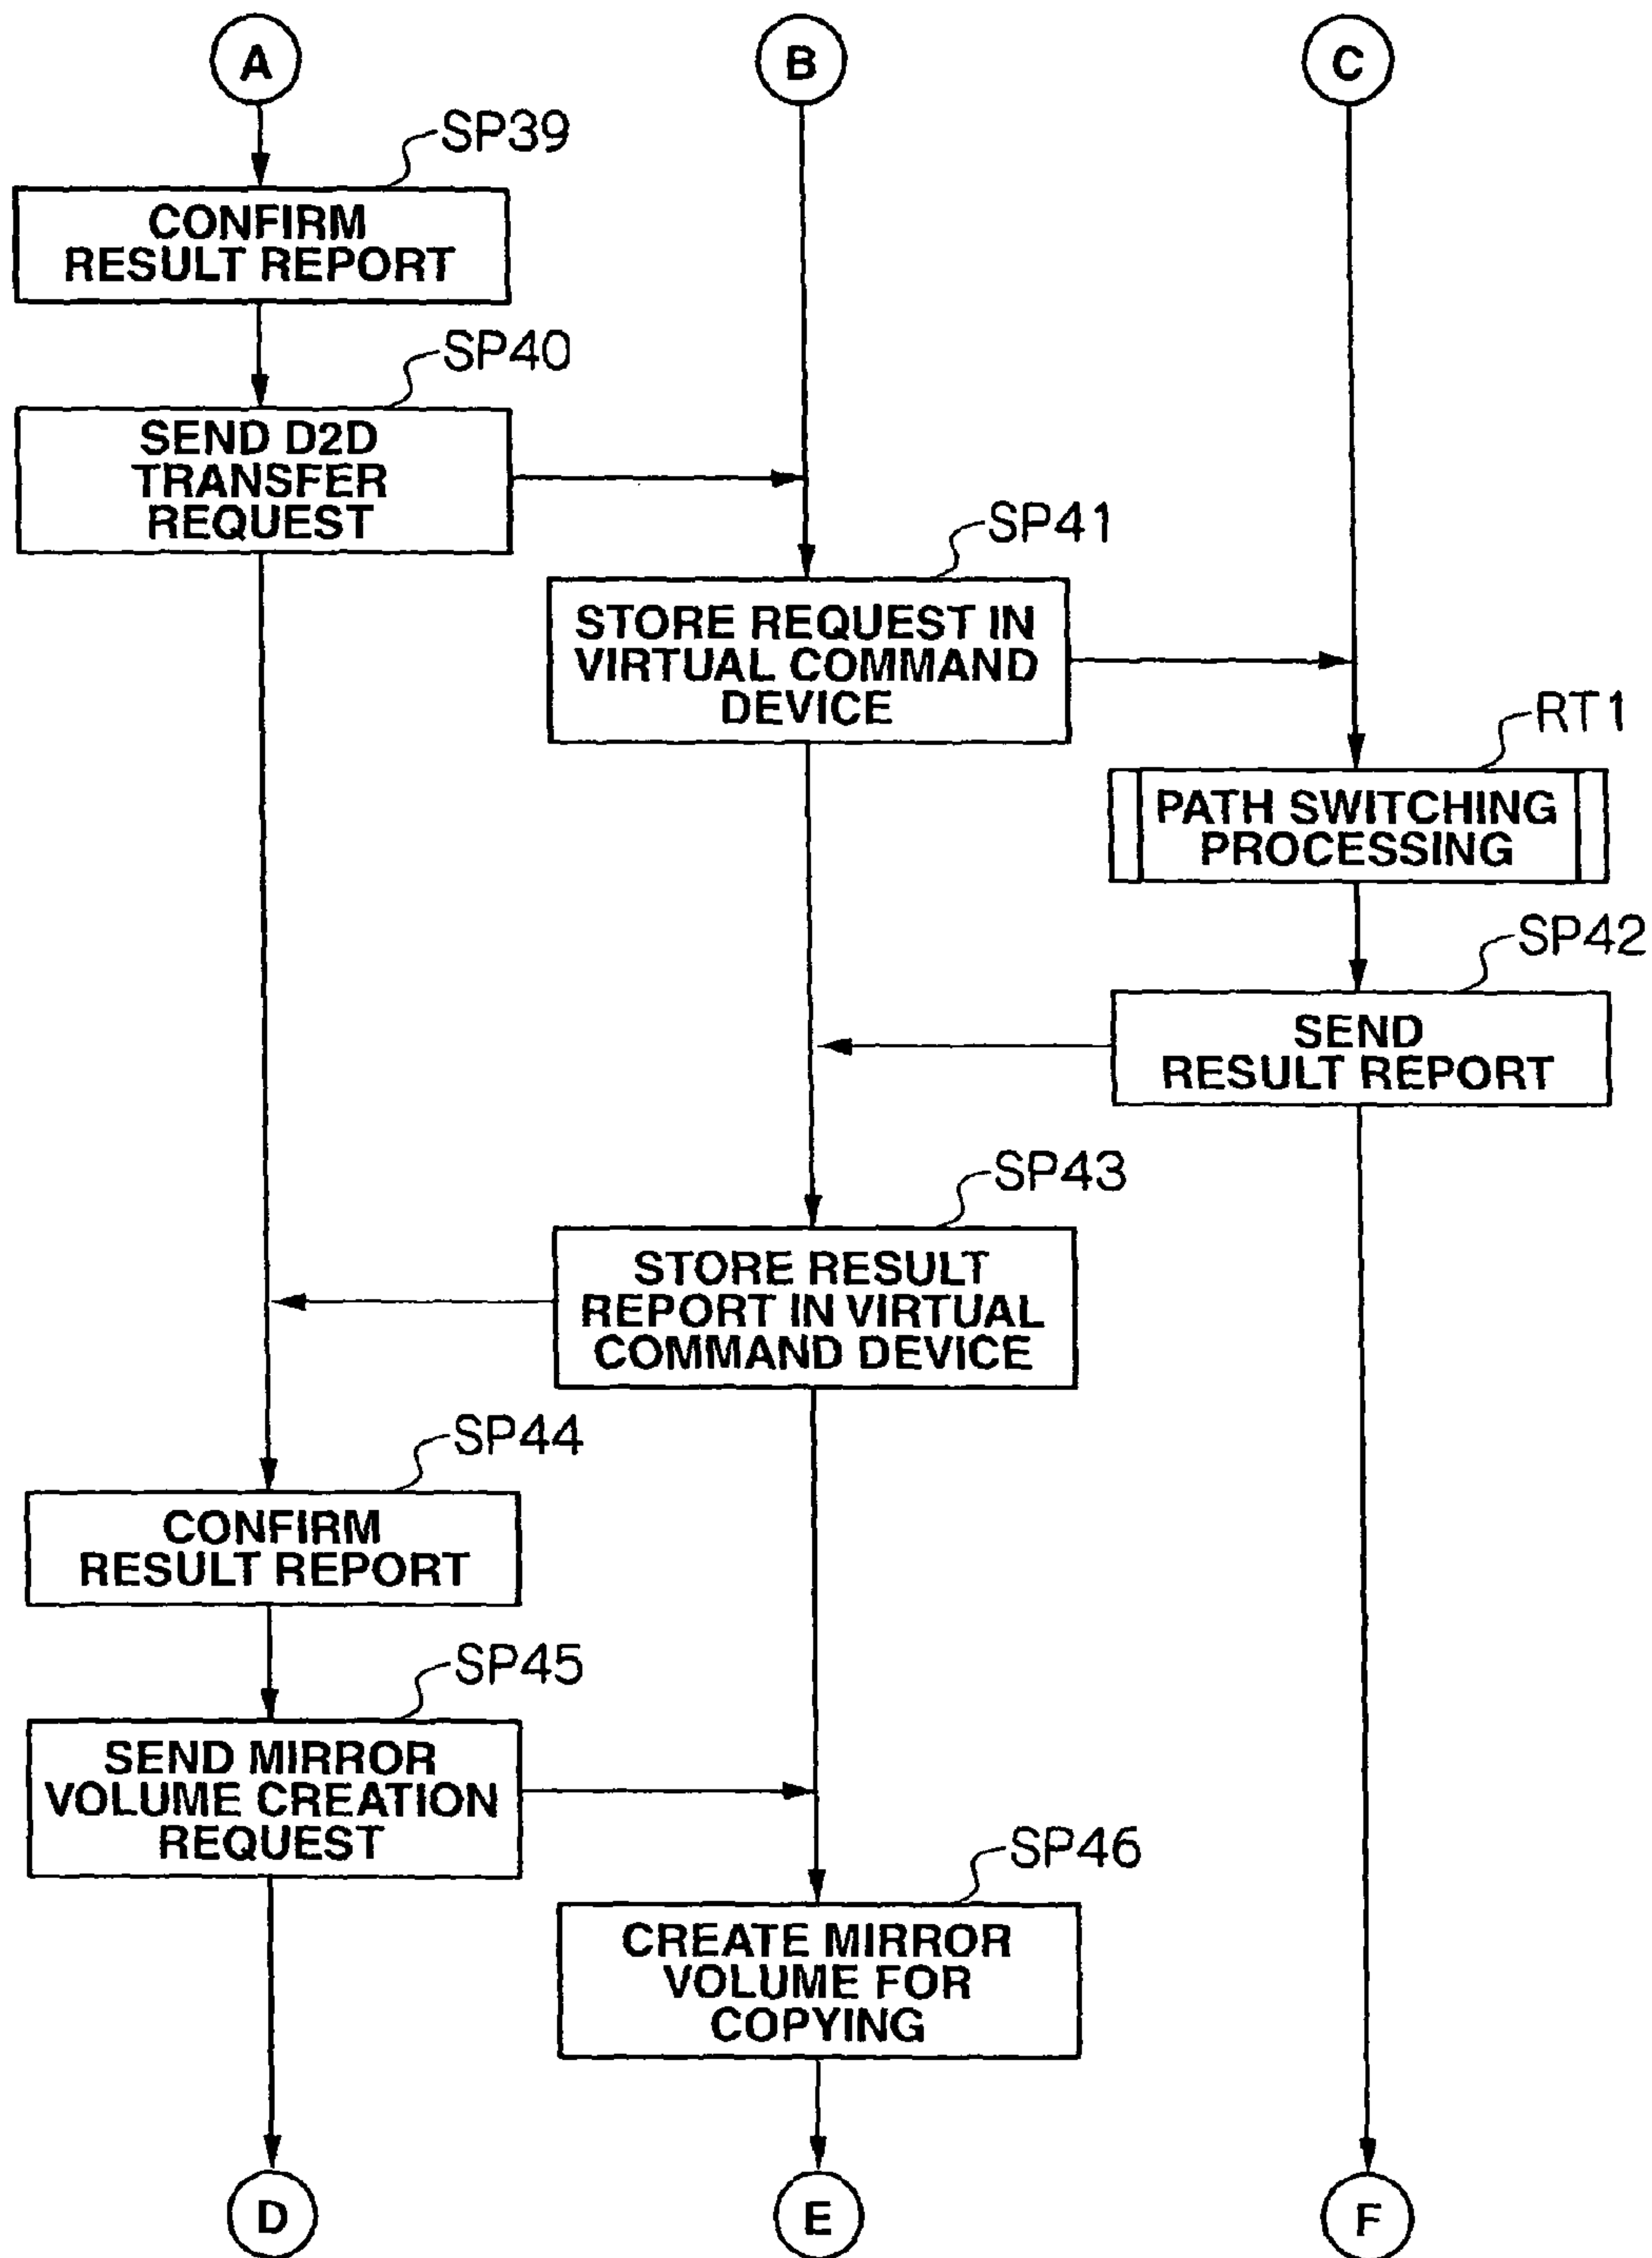 A
B
C
SP39
CONFIRM
RESULT REPORT
SP40
SEND D2D
TRANSFER
REQUEST
SP41
STORE REQUEST IN
VIRTUAL COMMAND
DEVICE
RT1
PATH SWITCHING
PROCESSING
SP42
SEND
RESULT REPORT
SP43
STORE RESULT
REPORT IN VIRTUAL
COMMAND DEVICE
SP44
CONFIRM
RESULT REPORT
SP45
SEND MIRROR
VOLUME CREATION
REQUEST
SP46
CREATE MIRROR
VOLUME FOR
COPYING
D
E
F